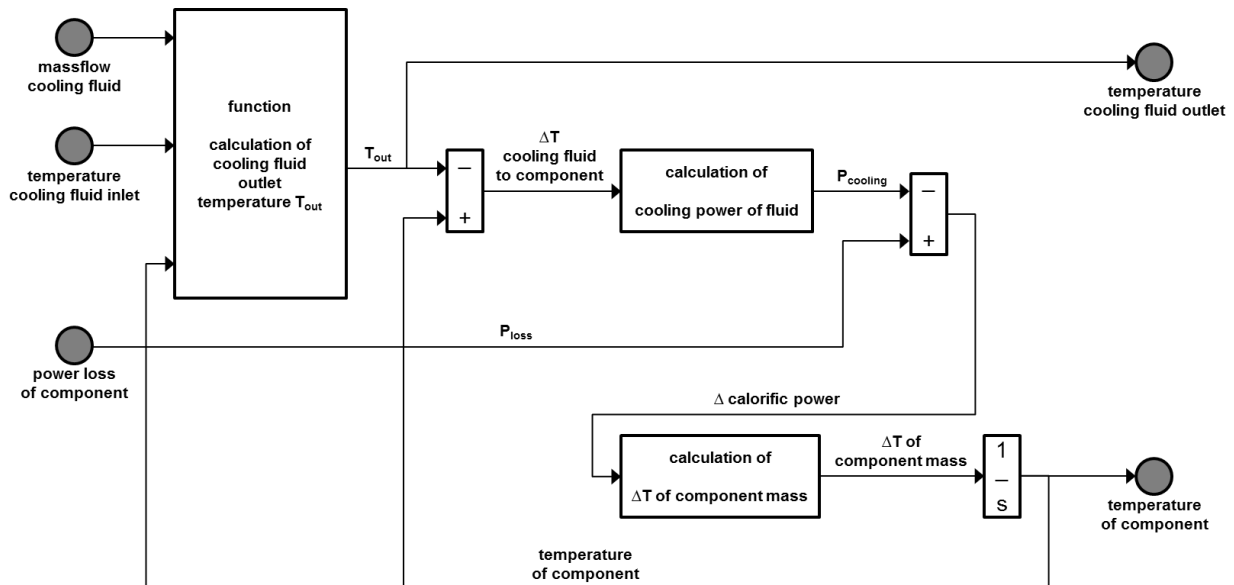 massflow
cooling fluid
temperature
cooling fluid inlet
power loss
of component
function
calculation of
cooling fluid
outlet
temperature Tout
Tout
−
+
ΔT
cooling fluid
to component
calculation of
cooling power of fluid
Pcooling
−
+
temperature
cooling fluid outlet
Ploss
Δ calorific power
calculation of
ΔT of component mass
ΔT of
component mass
1
−
s
temperature
of component
temperature
of component